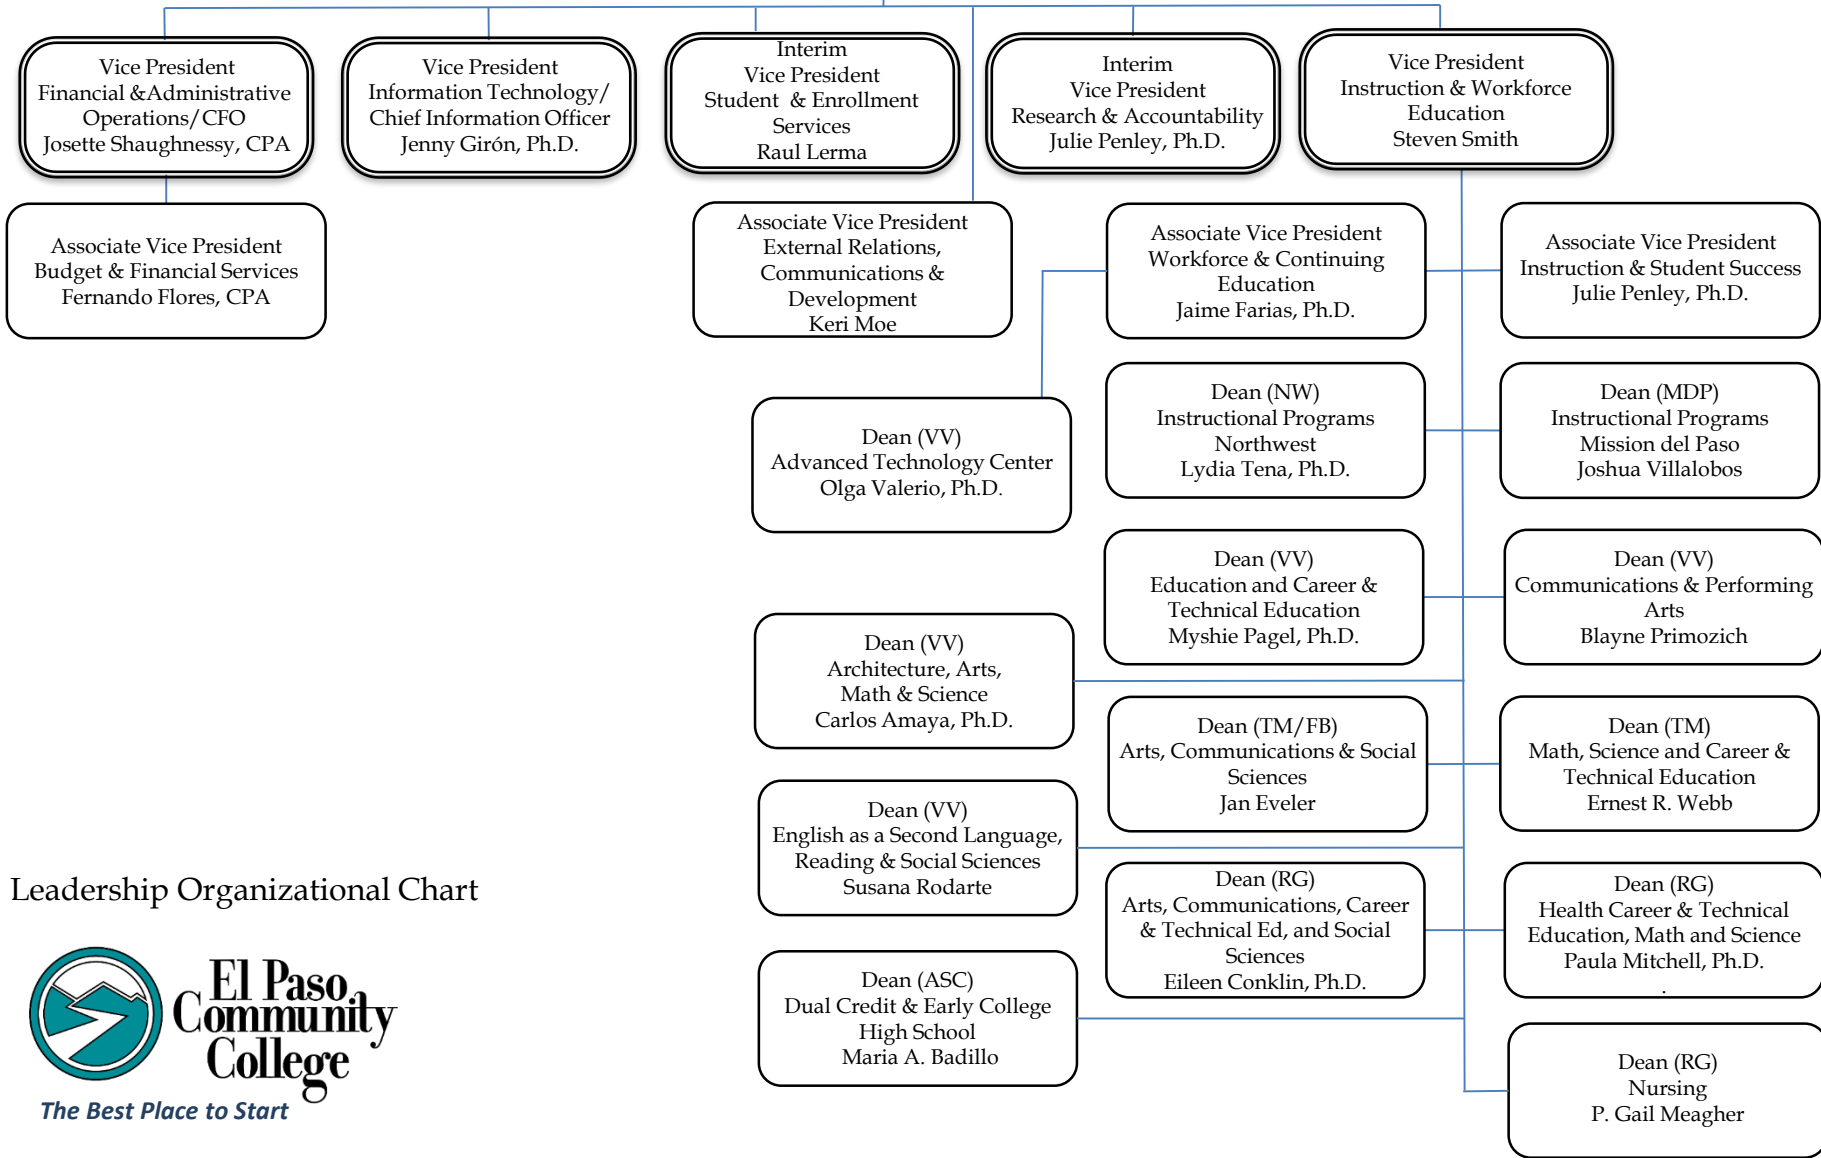 Vice President
Financial &Administrative
Operations/CFO
Josette Shaughnessy, CPA
Vice President
Information Technology/
Chief Information Officer
Jenny Girón, Ph.D.
Interim
Vice President
Student & Enrollment
Services
Raul Lerma
Interim
Vice President
Research & Accountability
Julie Penley, Ph.D.
Vice President
Instruction & Workforce
Education
Steven Smith
Associate Vice President
Budget & Financial Services
Fernando Flores, CPA
Associate Vice President
External Relations,
Communications &
Development
Keri Moe
Associate Vice President
Workforce & Continuing
Education
Jaime Farias, Ph.D.
Associate Vice President
Instruction & Student Success
Julie Penley, Ph.D.
Dean (VV)
Advanced Technology Center
Olga Valerio, Ph.D.
Dean (NW)
Instructional Programs
Northwest
Lydia Tena, Ph.D.
Dean (MDP)
Instructional Programs
Mission del Paso
Joshua Villalobos
Dean (VV)
Education and Career &
Technical Education
Myshie Pagel, Ph.D.
Dean (VV)
Communications & Performing
Arts
Blayne Primozich
Dean (VV)
Architecture, Arts,
Math & Science
Carlos Amaya, Ph.D.
Dean (TM/FB)
Arts, Communications & Social
Sciences
Jan Eveler
Dean (TM)
Math, Science and Career &
Technical Education
Ernest R. Webb
Dean (VV)
English as a Second Language,
Reading & Social Sciences
Susana Rodarte
Dean (RG)
Arts, Communications, Career
& Technical Ed, and Social
Sciences
Eileen Conklin, Ph.D.
Dean (RG)
Health Career & Technical
Education, Math and Science
Paula Mitchell, Ph.D.
.
Dean (ASC)
Dual Credit & Early College
High School
Maria A. Badillo
Dean (RG)
Nursing
P. Gail Meagher
Leadership Organizational Chart
El Paso
Community
College
The Best Place to Start